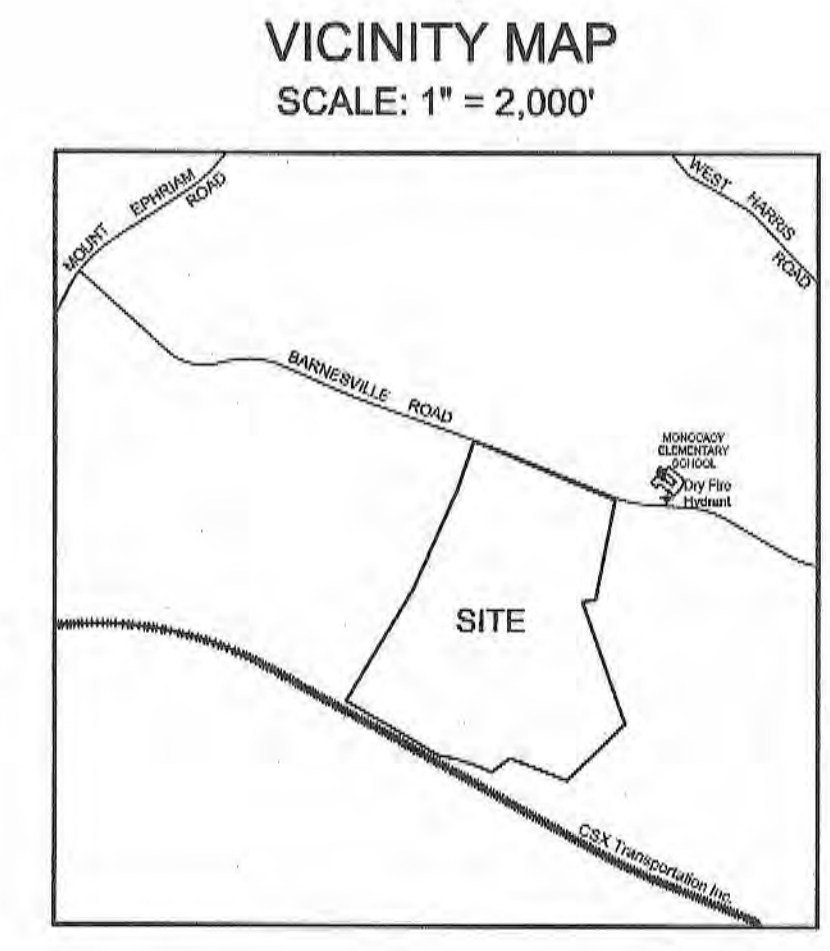 VICINITY MAP
SCALE: 1" = 2,000'
MOUNT EPHRIAM ROAD
WEST HARRIS ROAD
BARNESVILLE ROAD
MONOCACY
ELEMENTARY
SCHOOL
Dry Fire
Hydrant
SITE
CSX Transportation Inc.